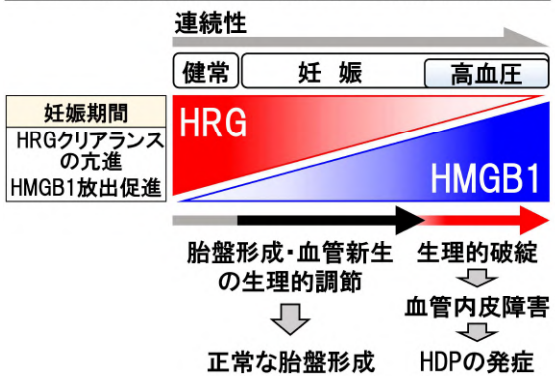 連続性
健常
妊 娠
高血圧
妊娠期間
HRGクリアランス
の亢進
HMGB1放出促進
HRG
HMGB1
胎盤形成・血管新生
の生理的調節
正常な胎盤形成
生理的破綻
血管内皮障害
HDPの発症